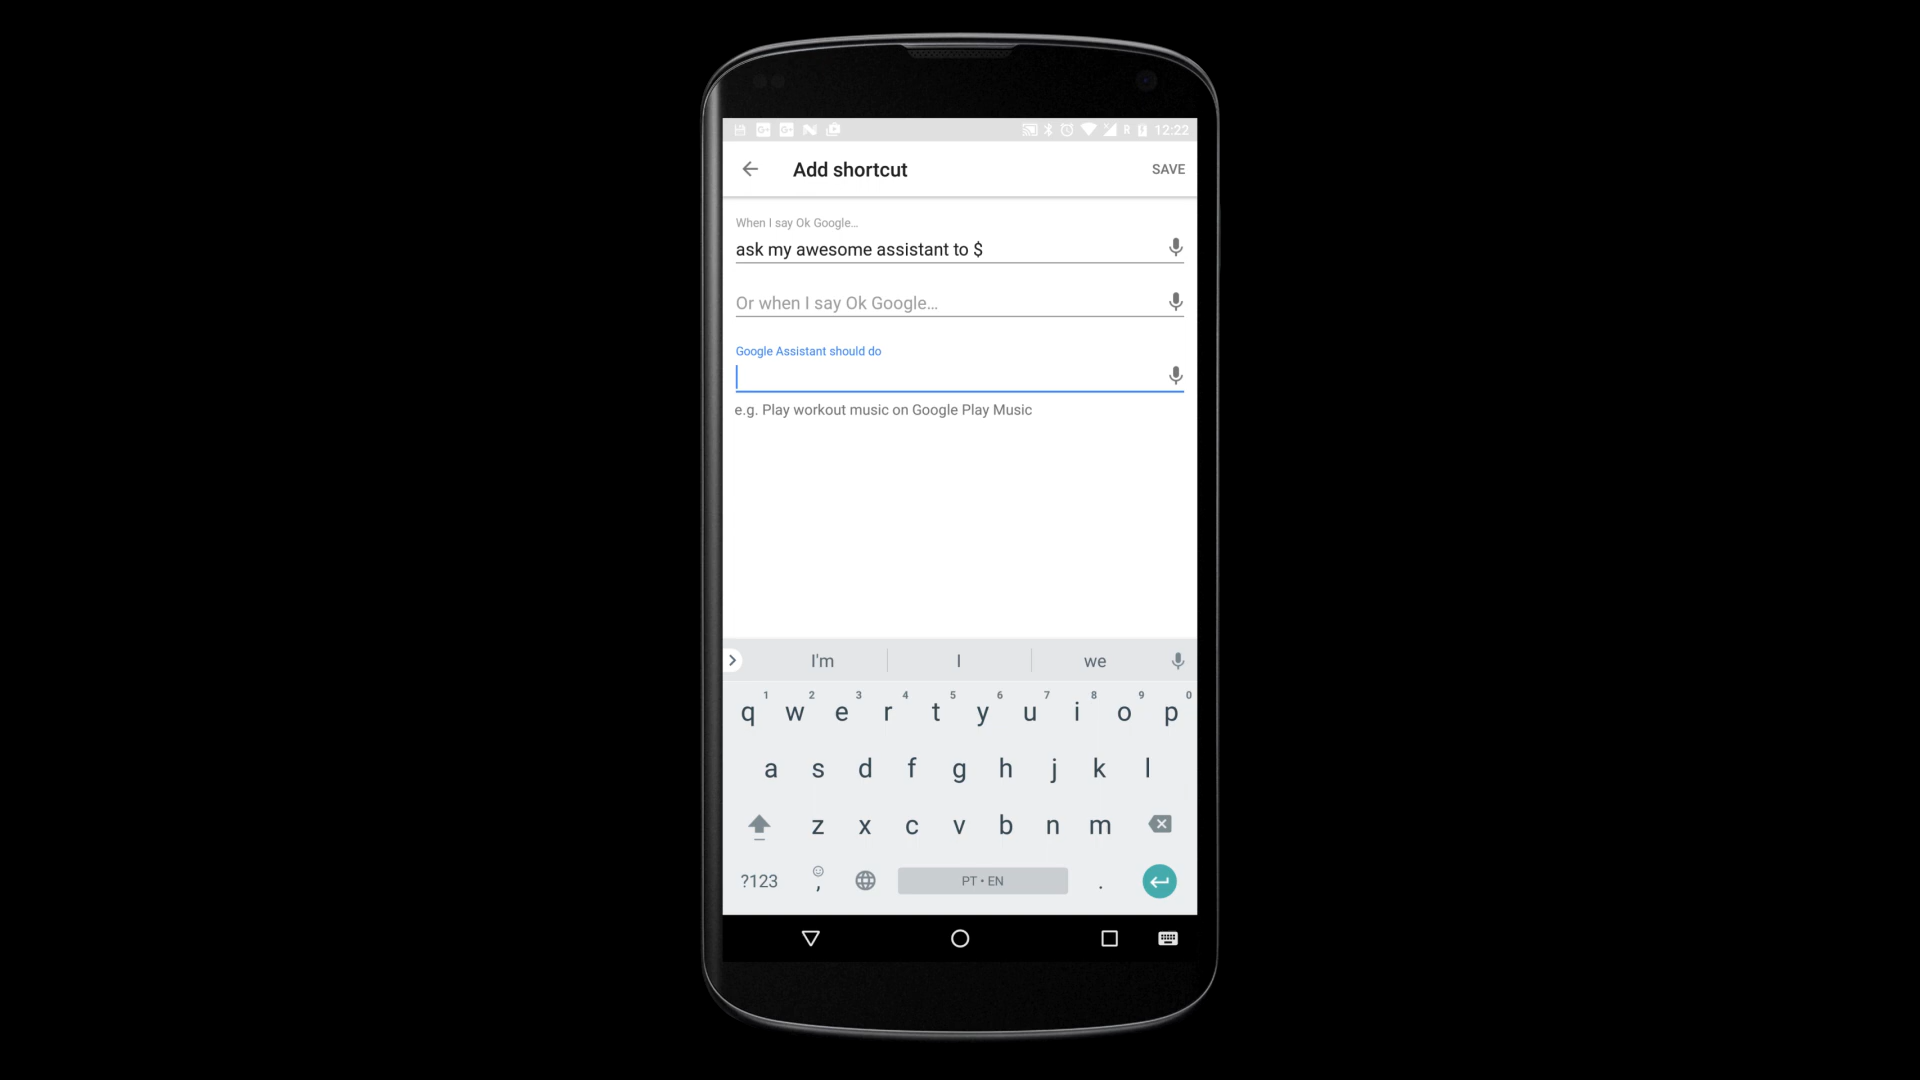 R 12:22
Add shortcut SAVE
When I say Ok Google...
ask my awesome assistant to $
Or when I say Ok Google...
Google Assistant should do
e.g. Play workout music on Google Play Music
I'm I we
1 2 3 4 5 6 7 8 9 0
q w e r t y u i o p
a s d f g h j k l
z x c v b n m
?123 , PT • EN .